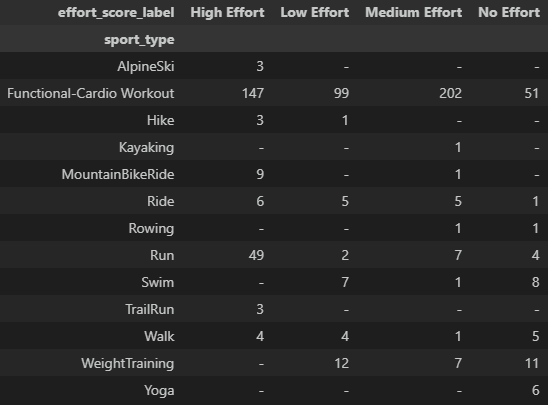 effort_score_label High Effort Low Effort Medium Effort No Effort
sport_type
AlpineSki 3 - - -
Functional-Cardio Workout 147 99 202 51
Hike 3 1 - -
Kayaking - - 1 -
MountainBikeRide 9 - 1 -
Ride 6 5 5 1
Rowing - - 1 1
Run 49 2 7 4
Swim - 7 1 8
TrailRun 3 - - -
Walk 4 4 1 5
WeightTraining - 12 7 11
Yoga - - - 6